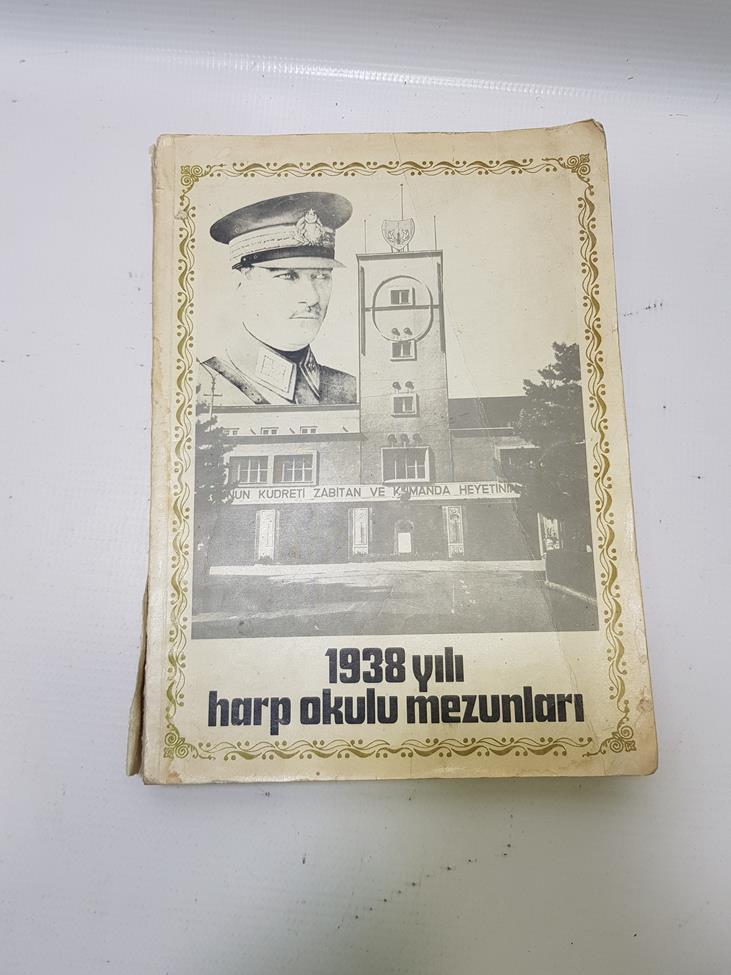 NUN KUDRETİ ZABİTAN VE KUMANDA HEYETİNİN
1938 yılı
harp okulu mezunları